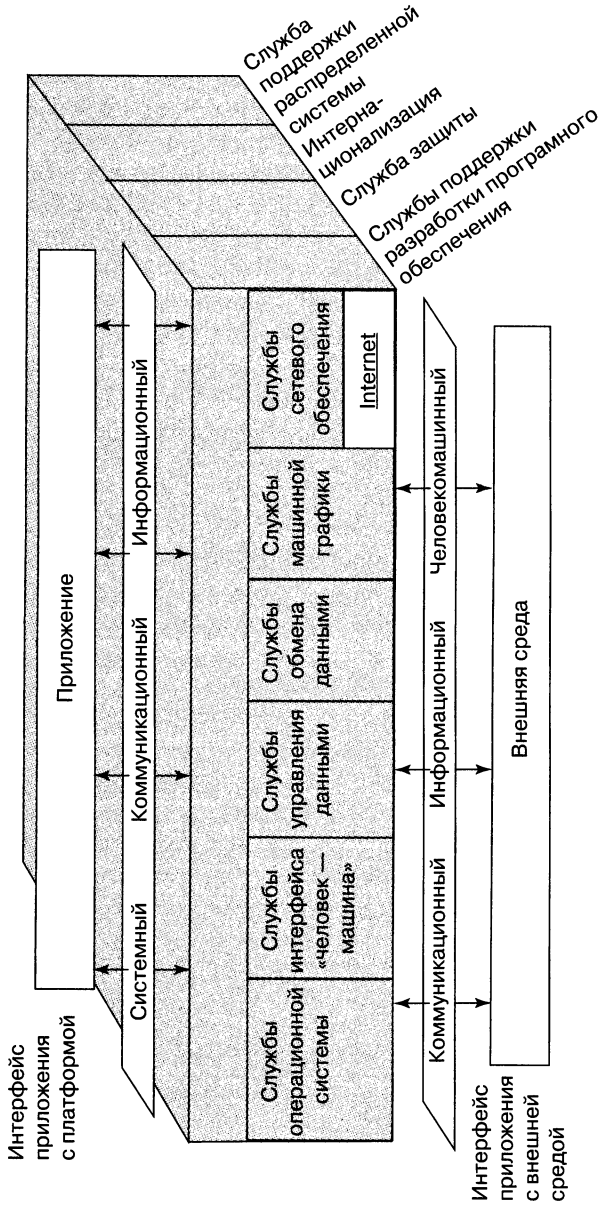 Интерфейс
приложения
с платформой
Приложение
Системный
Коммуникационный
Информационный
Службы
операционной
системы
Службы
интерфейса
«человек —
машина»
Службы
управления
данными
Службы
обмена
данными
Службы
машинной
графики
Службы
сетевого
обеспечения
Internet
Служба
поддержки
распределенной
системы
Интерна-
ционализация
Служба защиты
Службы поддержки
разработки програмного
обеспечения
Коммуникационный
Информационный
Человекомашинный
Интерфейс
приложения
с внешней
средой
Внешняя среда